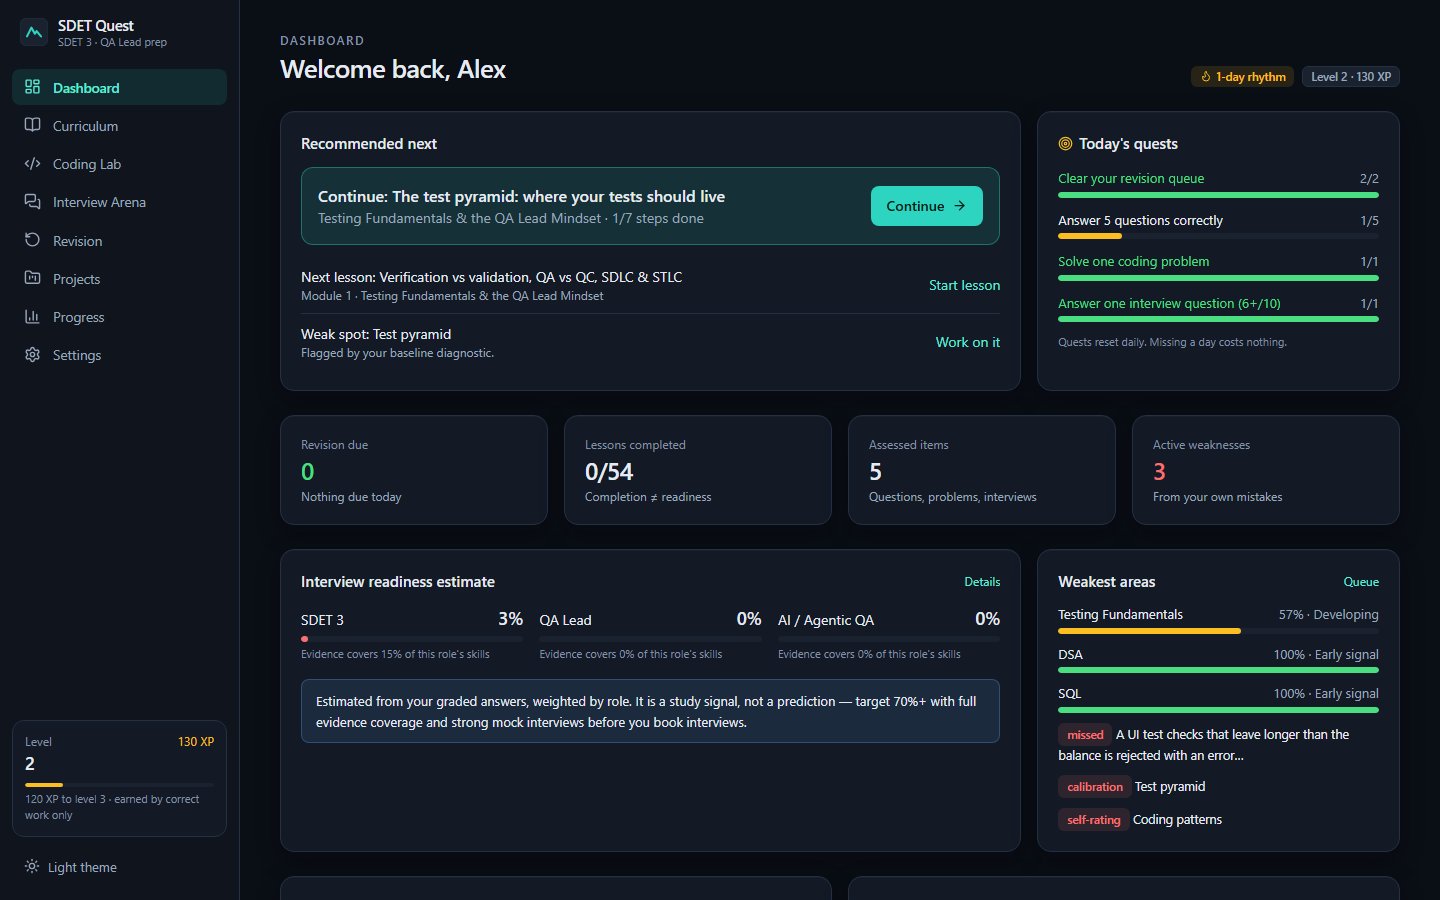 SDET Quest
SDET 3 · QA Lead prep
Dashboard
Curriculum
Coding Lab
Interview Arena
Revision
Projects
Progress
Settings
Level
130 XP
2
120 XP to level 3 · earned by correct
work only
Light theme
DASHBOARD
Welcome back, Alex
1-day rhythm
Level 2 · 130 XP
Recommended next
Continue: The test pyramid: where your tests should live
Testing Fundamentals & the QA Lead Mindset · 1/7 steps done
Continue →
Next lesson: Verification vs validation, QA vs QC, SDLC & STLC
Module 1 · Testing Fundamentals & the QA Lead Mindset
Start lesson
Weak spot: Test pyramid
Flagged by your baseline diagnostic.
Work on it
Today's quests
Clear your revision queue 2/2
Answer 5 questions correctly 1/5
Solve one coding problem 1/1
Answer one interview question (6+/10) 1/1
Quests reset daily. Missing a day costs nothing.
Revision due
0
Nothing due today
Lessons completed
0/54
Completion ≠ readiness
Assessed items
5
Questions, problems, interviews
Active weaknesses
3
From your own mistakes
Interview readiness estimate
Details
SDET 3 3%
Evidence covers 15% of this role's skills
QA Lead 0%
Evidence covers 0% of this role's skills
AI / Agentic QA 0%
Evidence covers 0% of this role's skills
Estimated from your graded answers, weighted by role. It is a study signal, not a prediction — target 70%+ with full
evidence coverage and strong mock interviews before you book interviews.
Weakest areas
Queue
Testing Fundamentals 57% · Developing
DSA 100% · Early signal
SQL 100% · Early signal
missed A UI test checks that leave longer than the
balance is rejected with an error...
calibration Test pyramid
self-rating Coding patterns